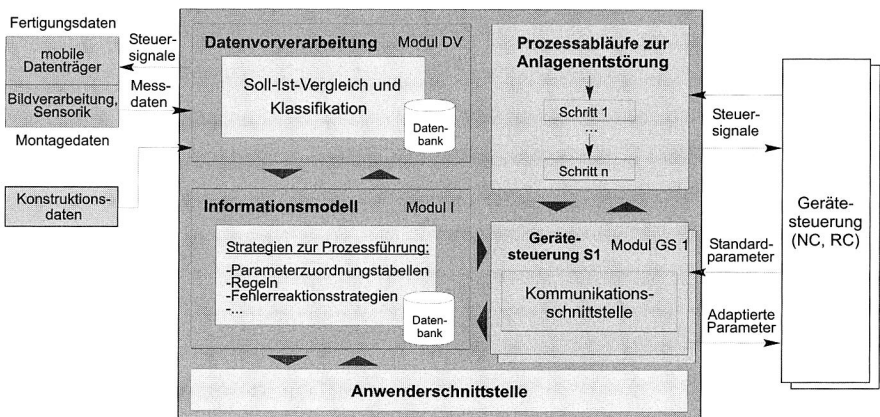 Fertigungsdaten
mobile
Datenträger
Bildverarbeitung,
Sensorik
Montagedaten
Konstruktions-
daten
Steuer-
signale
Mess-
daten
Datenvorverarbeitung
Modul DV
Soll-Ist-Vergleich und
Klassifikation
Daten-
bank
Informationsmodell
Modul I
Strategien zur Prozessführung:
-Parameterzuordnungstabellen
-Regeln
-Fehlerreaktionsstrategien
-...
Daten-
bank
Prozessabläufe zur
Anlagenentstörung
Schritt 1
...
Schritt n
Geräte-
steuerung S1
Modul GS 1
Kommunikations-
schnittstelle
Anwenderschnittstelle
Steuer-
signale
Standard-
parameter
Adaptierte
Parameter
Geräte-
steuerung
(NC, RC)